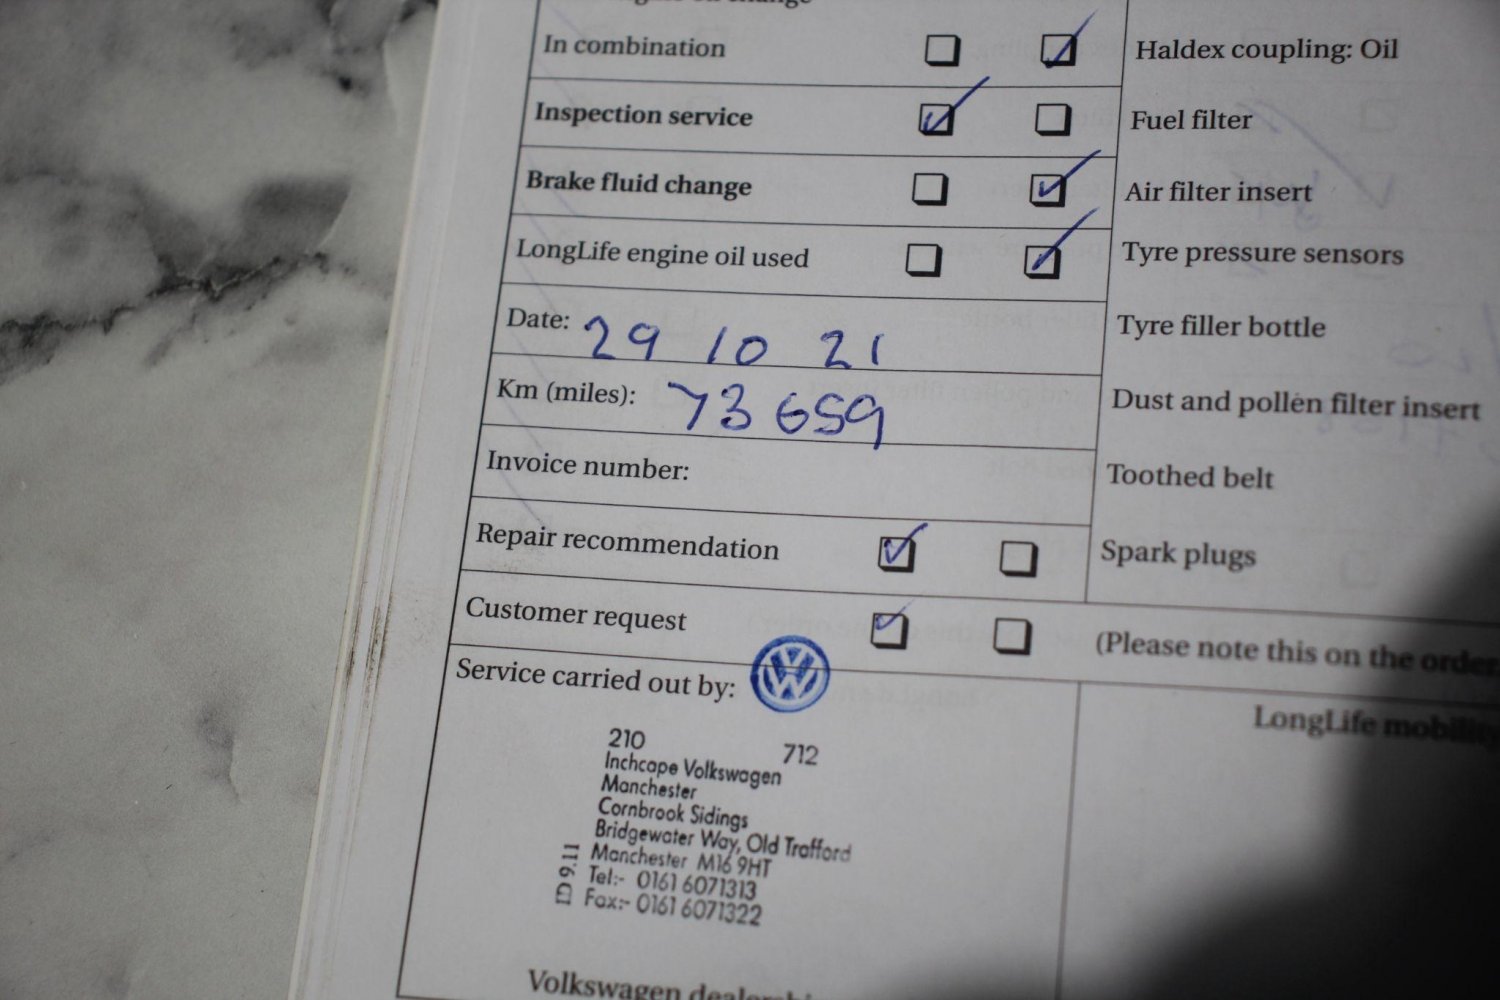 In combination
Inspection service
Brake fluid change
LongLife engine oil used
Date: 29 10 21
Km (miles): 73 659
Invoice number:
Repair recommendation
Customer request
Service carried out by:
210 712
Inchcape Volkswagen
Manchester
Cornbrook Sidings
Bridgewater Way, Old Trafford
Manchester M16 9HT
Tel:- 0161 6071313
Fax:- 0161 6071322
ID 9.11
Volkswagen
Haldex coupling: Oil
Fuel filter
Air filter insert
Tyre pressure sensors
Tyre filler bottle
Dust and pollen filter insert
Toothed belt
Spark plugs
(Please note this on the order
LongLife